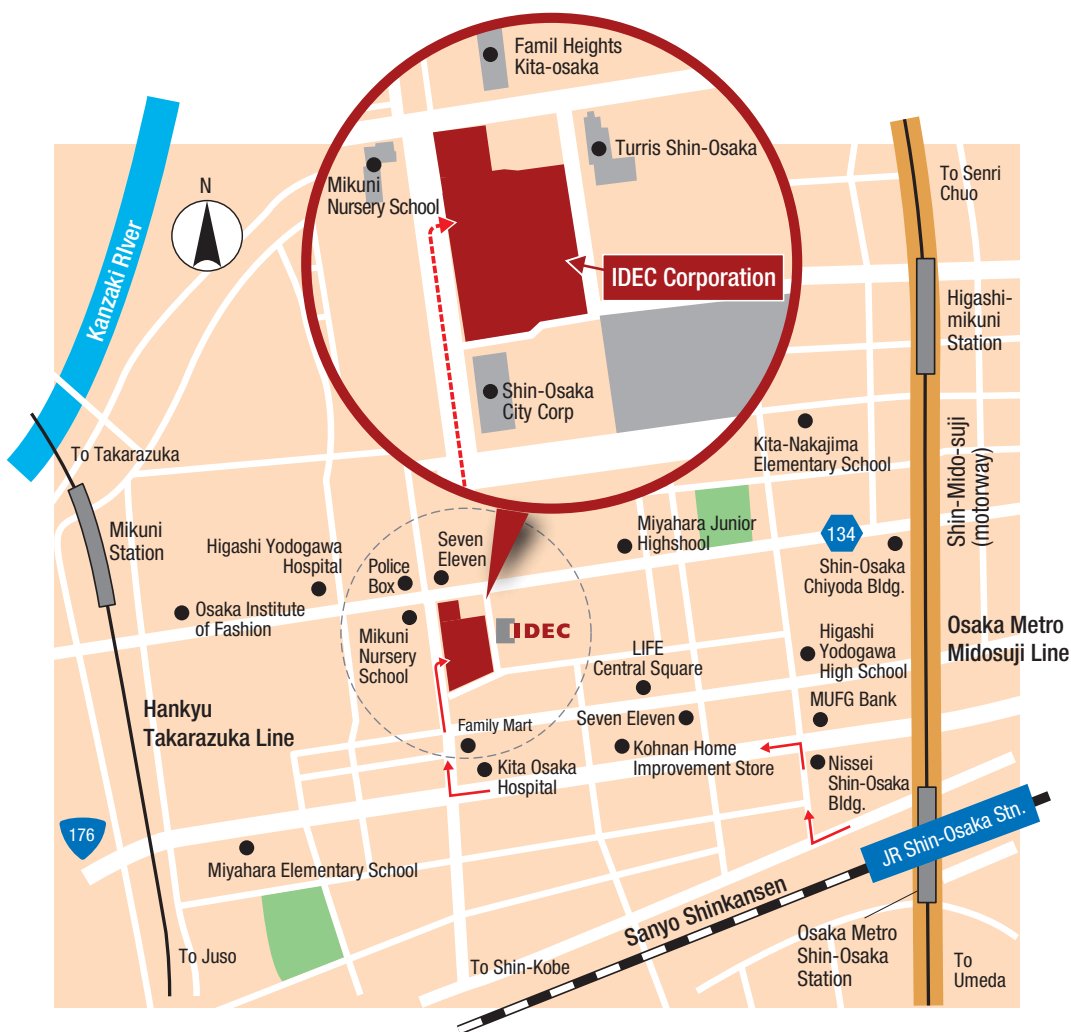 Famil Heights
Kita-osaka
Turris Shin-Osaka
Mikuni
Nursery School
IDEC Corporation
Shin-Osaka
City Corp
N
Kanzaki RIver
To Senri
Chuo
Higashi-
mikuni
Station
Shin-Mido-suji
(motorway)
Kita-Nakajima
Elementary School
To Takarazuka
Mikuni
Station
Higashi Yodogawa
Hospital
Police
Box
Seven
Eleven
Miyahara Junior
Highshool
134
Shin-Osaka
Chiyoda Bldg.
Osaka Institute
of Fashion
Mikuni
Nursery
School
IDEC
LIFE
Central Square
Higashi
Yodogawa
High School
Osaka Metro
Midosuji Line
Hankyu
Takarazuka Line
Family Mart
Seven Eleven
MUFG Bank
Kita Osaka
Hospital
Kohnan Home
Improvement Store
Nissei
Shin-Osaka
Bldg.
176
Miyahara Elementary School
JR Shin-Osaka Stn.
Sanyo Shinkansen
To Juso
To Shin-Kobe
Osaka Metro
Shin-Osaka
Station
To
Umeda